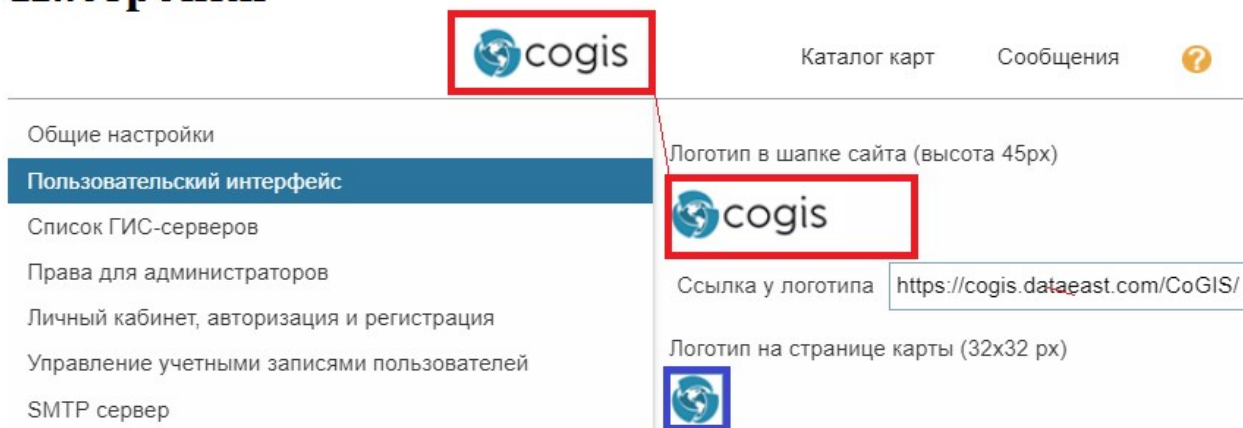 cogis
Каталог карт Сообщения ?
Общие настройки
Пользовательский интерфейс
Список ГИС-серверов
Права для администраторов
Личный кабинет, авторизация и регистрация
Управление учетными записями пользователей
SMTP сервер
Логотип в шапке сайта (высота 45px)
cogis
Ссылка у логотипа https://cogis.dataeast.com/CoGIS/
Логотип на странице карты (32x32 px)